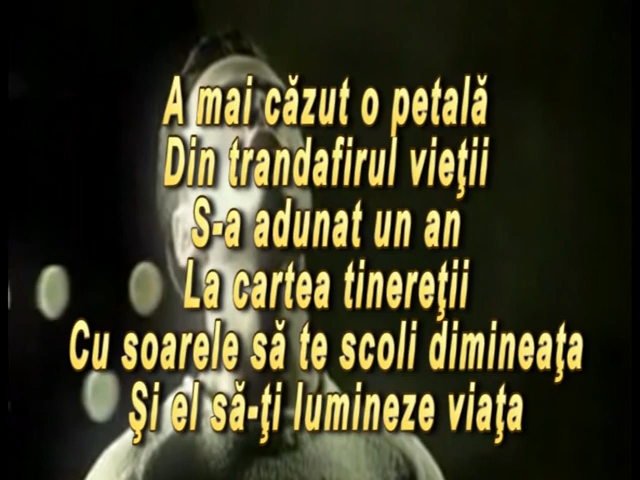 A mai căzut o petală
Din trandafirul vieţii
S-a adunat un an
La cartea tinereţii
Cu soarele să te scoli dimineaţa
Şi el să-ţi lumineze viaţa